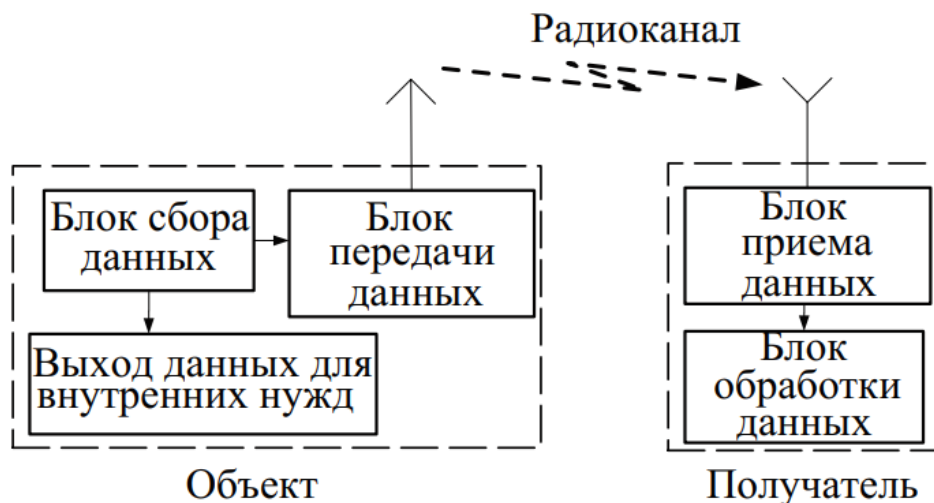 Радиоканал
Блок сбора
данных
Блок
передачи
данных
Выход данных для
внутренних нужд
Объект
Блок
приема
данных
Блок
обработки
данных
Получатель